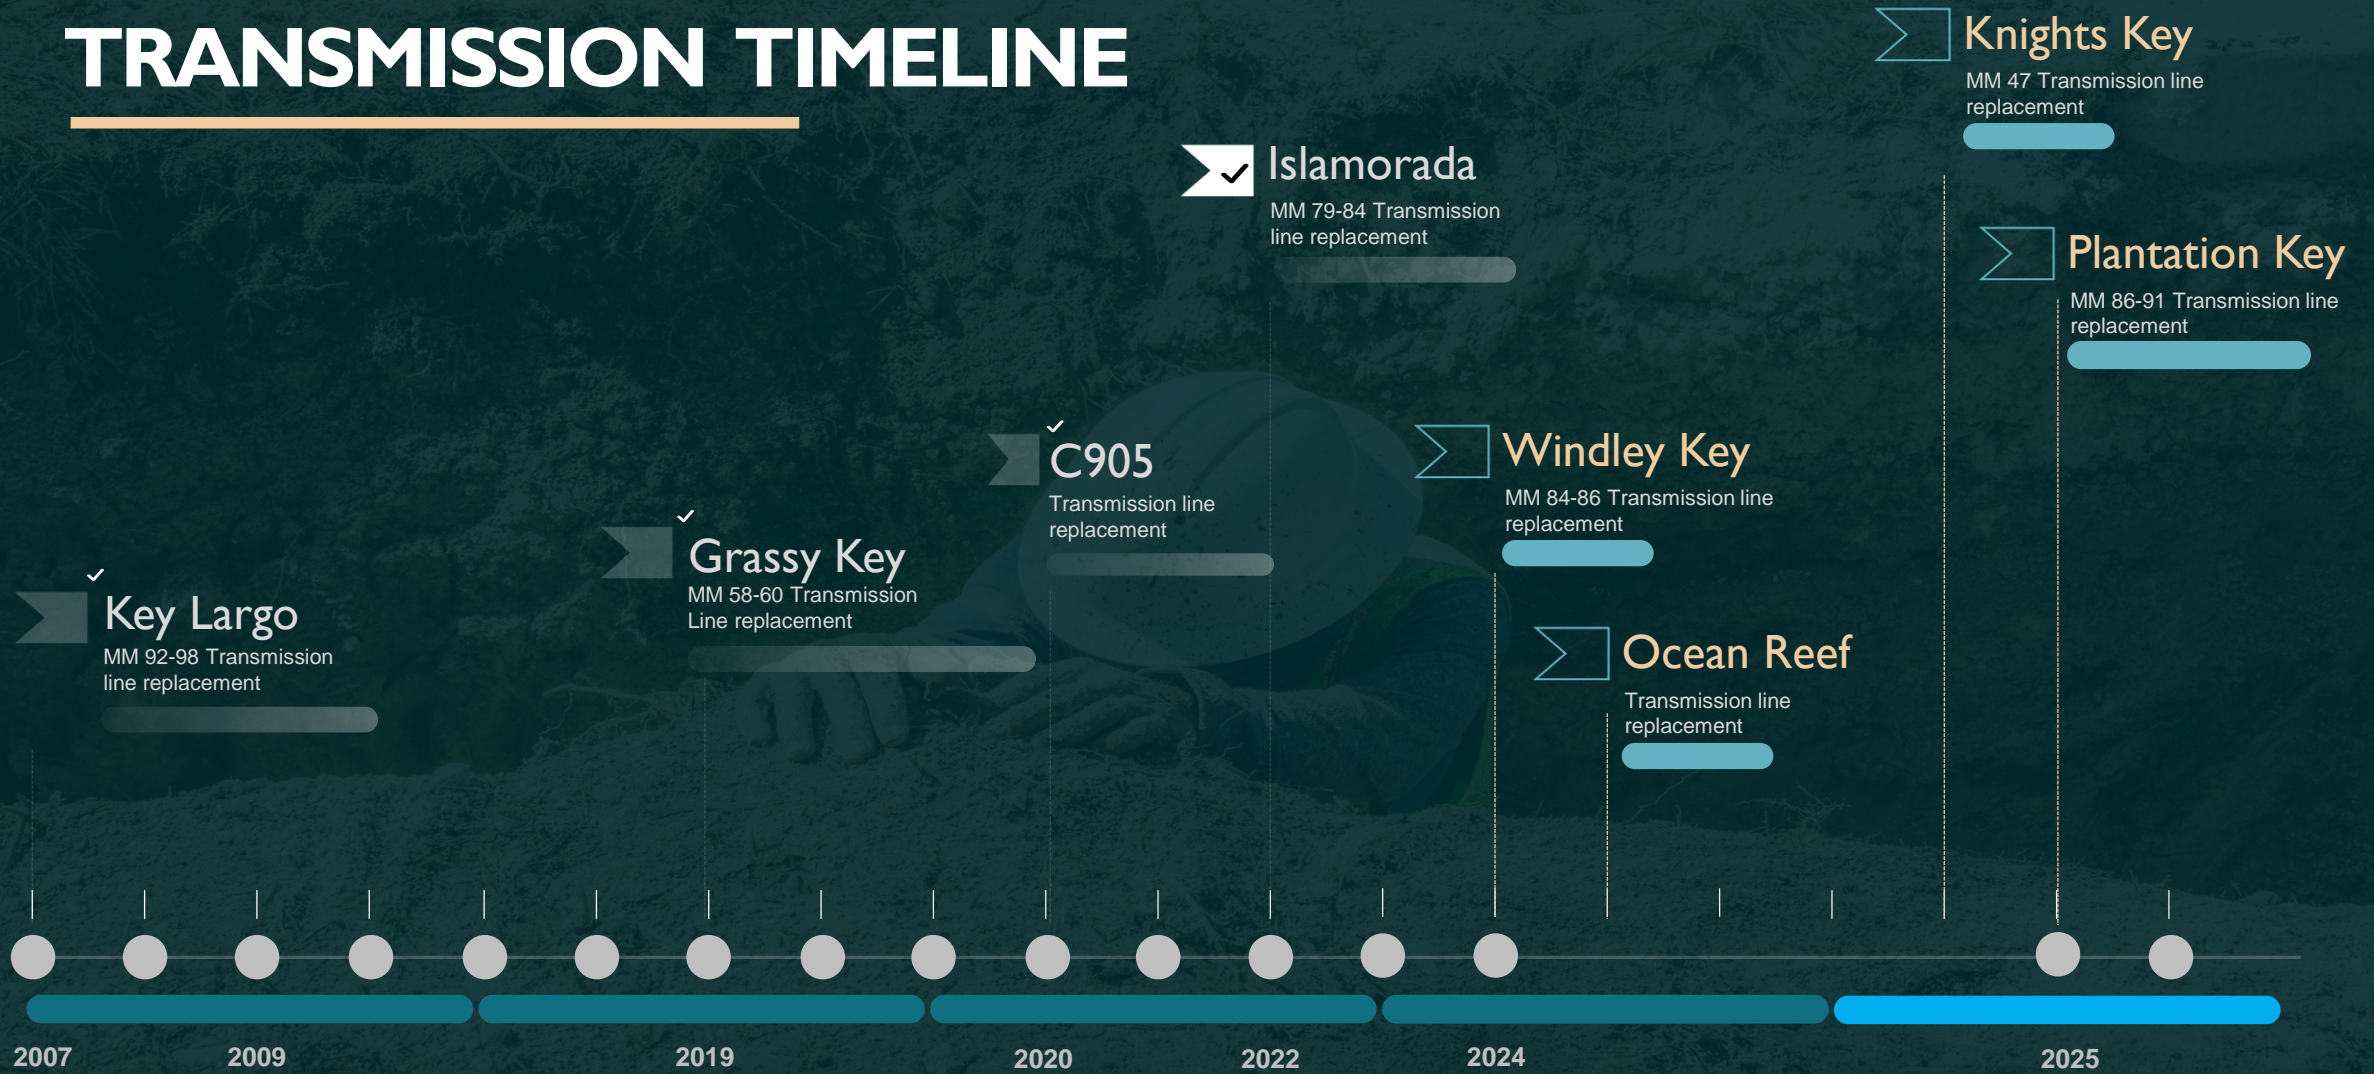 TRANSMISSION TIMELINE
Knights Key
MM 47 Transmission line
replacement
Islamorada
MM 79-84 Transmission
line replacement
Plantation Key
MM 86-91 Transmission line
replacement
C905
Transmission line
replacement
Windley Key
MM 84-86 Transmission line
replacement
Grassy Key
MM 58-60 Transmission
Line replacement
Key Largo
MM 92-98 Transmission
line replacement
Ocean Reef
Transmission line
replacement
2007
2009
2019
2020
2022
2024
2025